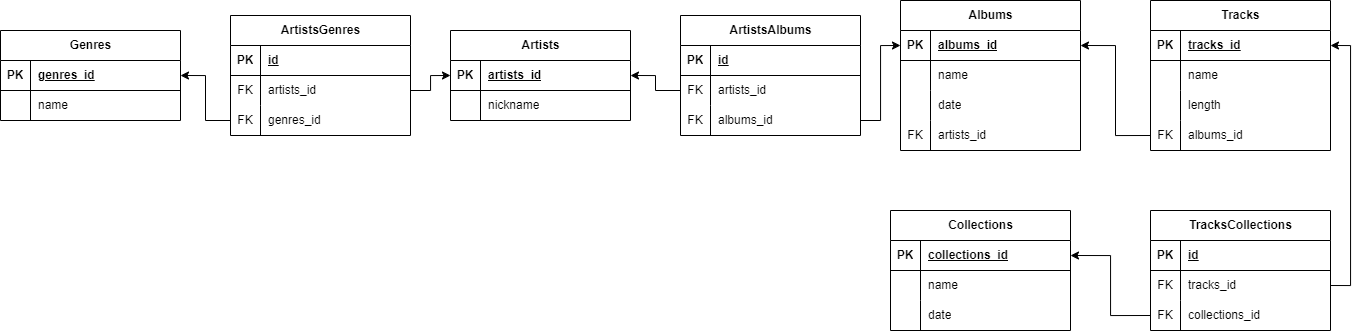 Genres
PK genres_id
name
ArtistsGenres
PK id
FK artists_id
FK genres_id
Artists
PK artists_id
nickname
ArtistsAlbums
PK id
FK artists_id
FK albums_id
Albums
PK albums_id
name
date
FK artists_id
Tracks
PK tracks_id
name
length
FK albums_id
Collections
PK collections_id
name
date
TracksCollections
PK id
FK tracks_id
FK collections_id